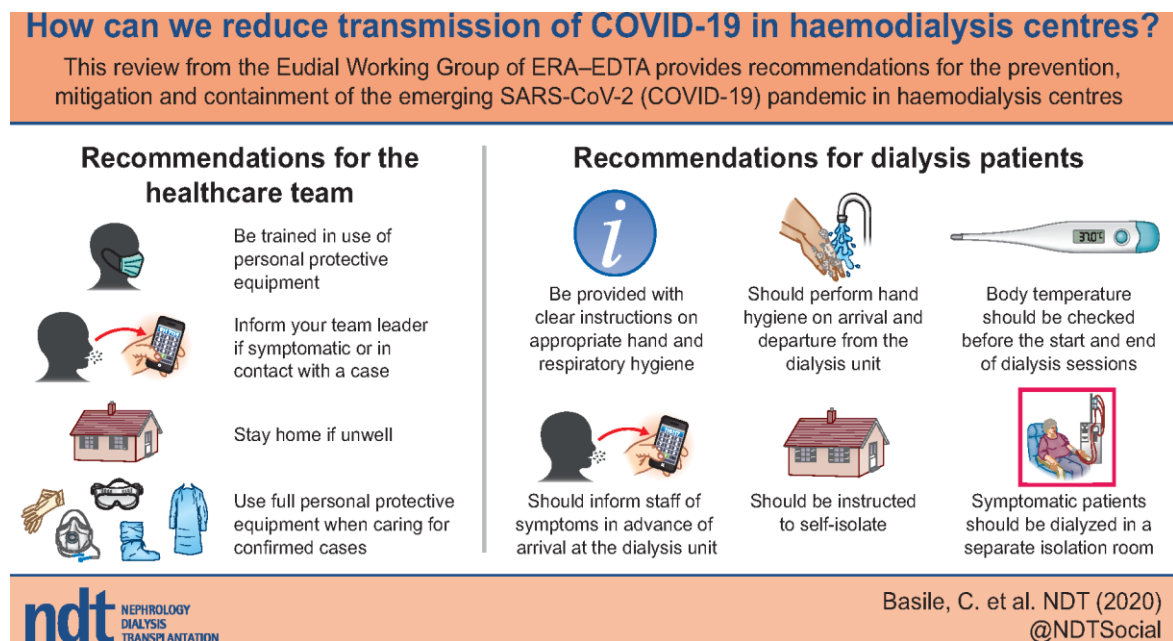 How can we reduce transmission of COVID-19 in haemodialysis centres?
This review from the Eudial Working Group of ERA–EDTA provides recommendations for the prevention,
mitigation and containment of the emerging SARS-CoV-2 (COVID-19) pandemic in haemodialysis centres
Recommendations for the
healthcare team
Be trained in use of
personal protective
equipment
Inform your team leader
if symptomatic or in
contact with a case
Stay home if unwell
Use full personal protective
equipment when caring for
confirmed cases
Recommendations for dialysis patients
i
Be provided with
clear instructions on
appropriate hand and
respiratory hygiene
Should perform hand
hygiene on arrival and
departure from the
dialysis unit
37.0°C
Body temperature
should be checked
before the start and end
of dialysis sessions
Should inform staff of
symptoms in advance of
arrival at the dialysis unit
Should be instructed
to self-isolate
Symptomatic patients
should be dialyzed in a
separate isolation room
ndt
NEPHROLOGY
DIALYSIS
TRANSPLANTATION
Basile, C. et al. NDT (2020)
@NDTSocial